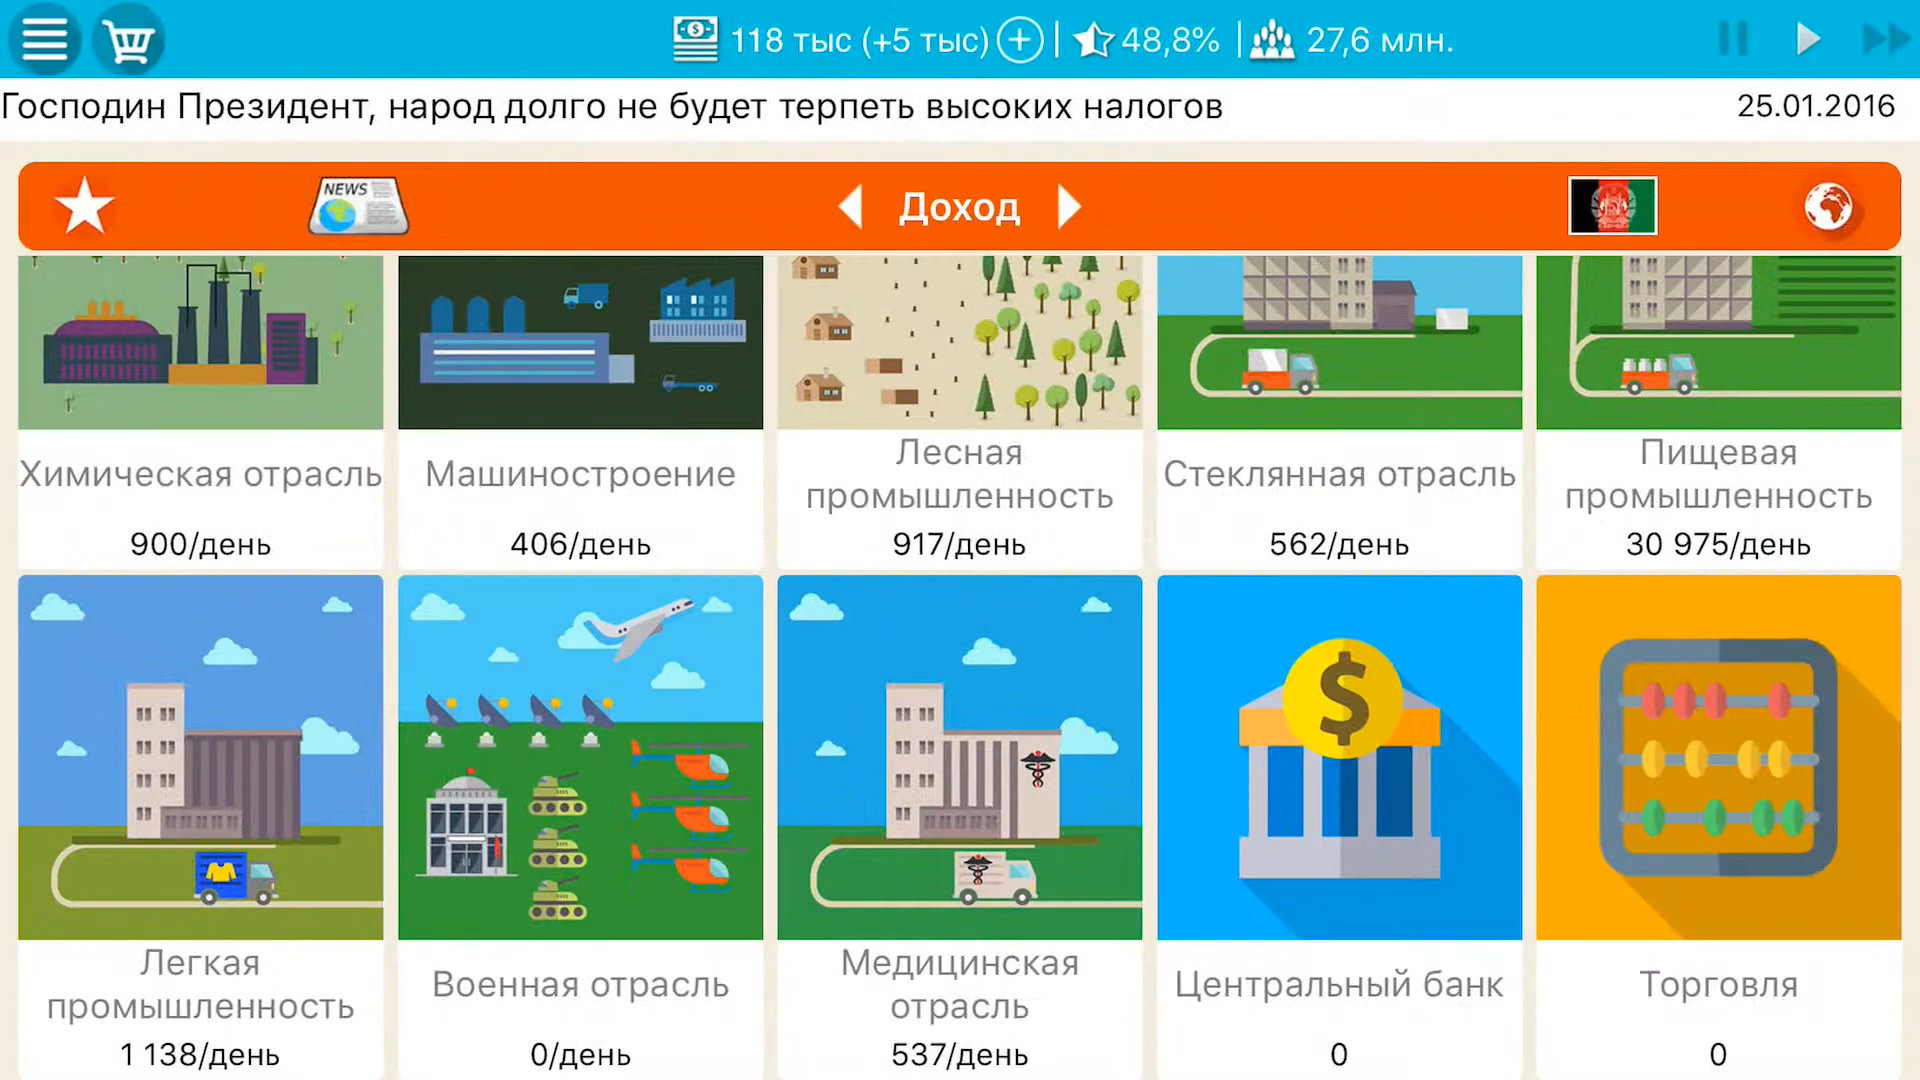 118 тыс (+5 тыс)
48,8%
27,6 млн.
Господин Президент, народ долго не будет терпеть высоких налогов
25.01.2016
NEWS
Доход
Химическая отрасль
900/день
Машиностроение
406/день
Лесная
промышленность
917/день
Стеклянная отрасль
562/день
Пищевая
промышленность
30 975/день
Легкая
промышленность
1 138/день
Военная отрасль
0/день
Медицинская
отрасль
537/день
$
Центральный банк
0
Торговля
0